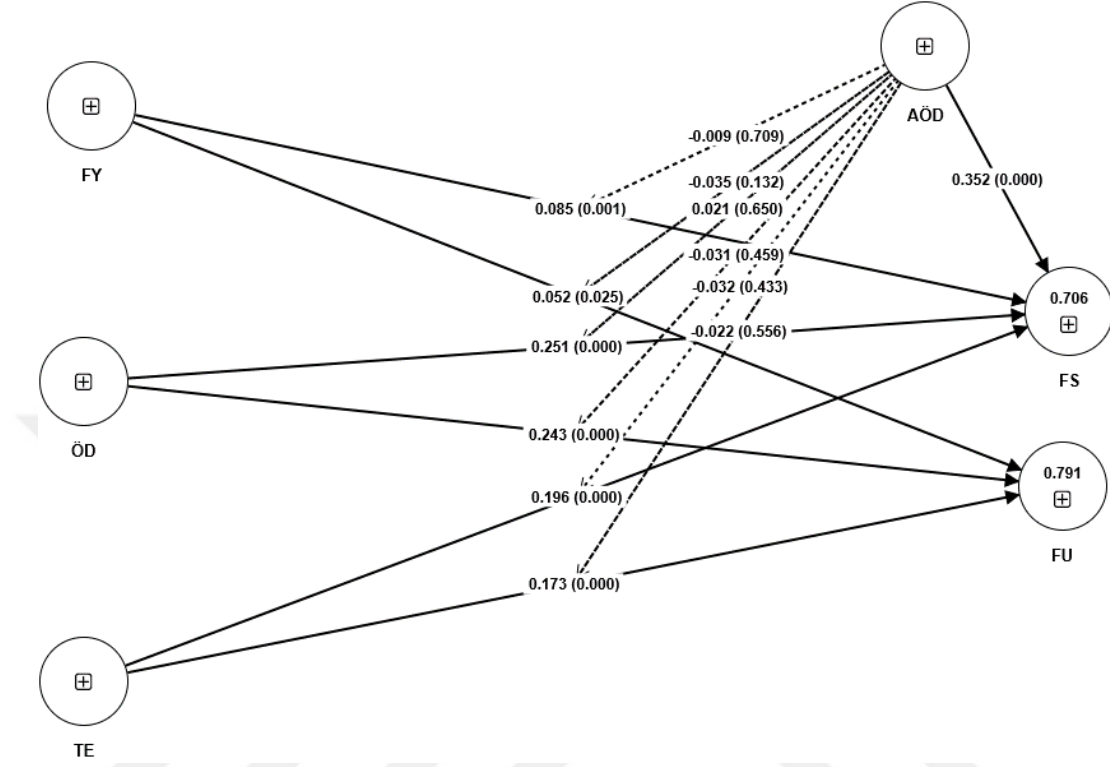 AÖD
FY
-0.009 (0.709)
0.352 (0.000)
-0.035 (0.132)
0.085 (0.001)
0.021 (0.650)
-0.031 (0.459)
-0.032 (0.433)
0.052 (0.025)
0.706
-0.022 (0.556)
0.251 (0.000)
FS
ÖD
0.243 (0.000)
0.791
0.196 (0.000)
FU
0.173 (0.000)
TE